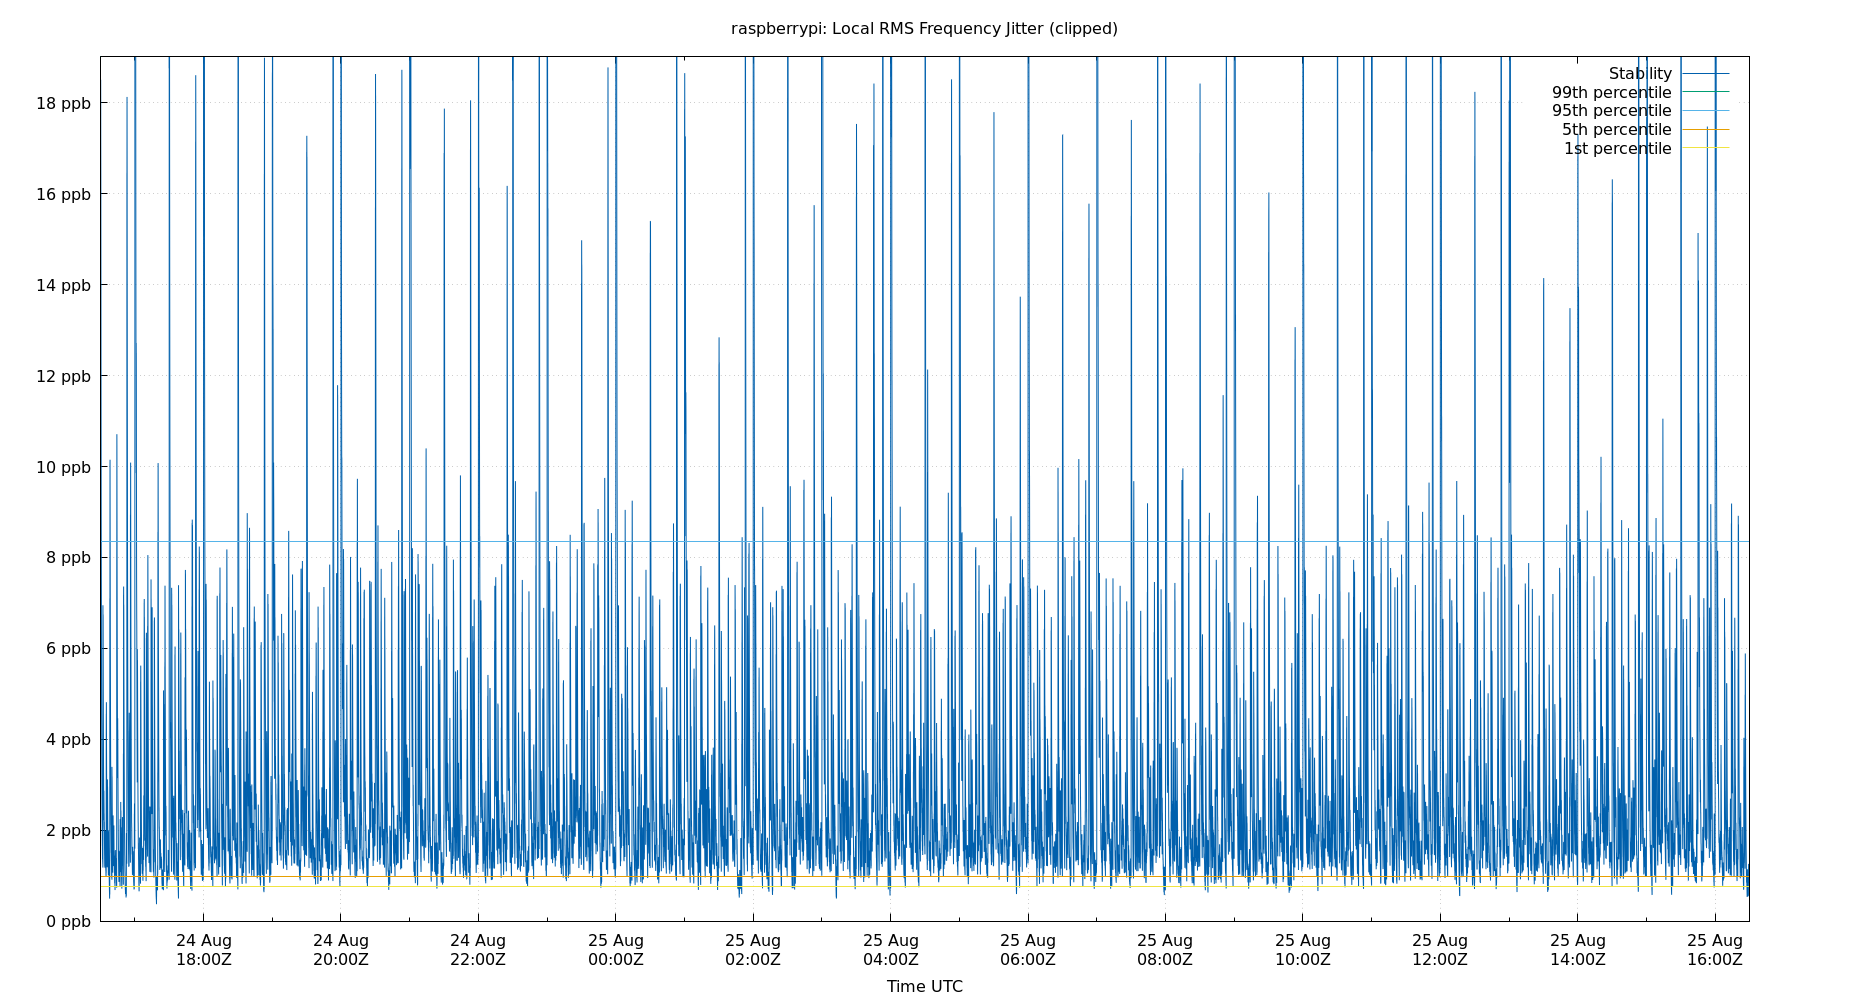 raspberrypi: Local RMS Frequency Jitter (clipped)
Stability
99th percentile
95th percentile
5th percentile
1st percentile
18 ppb
16 ppb
14 ppb
12 ppb
10 ppb
8 ppb
6 ppb
4 ppb
2 ppb
0 ppb
24 Aug 24 Aug 24 Aug 25 Aug 25 Aug 25 Aug 25 Aug 25 Aug 25 Aug 25 Aug 25 Aug 25 Aug
18:00Z 20:00Z 22:00Z 00:00Z 02:00Z 04:00Z 06:00Z 08:00Z 10:00Z 12:00Z 14:00Z 16:00Z
Time UTC